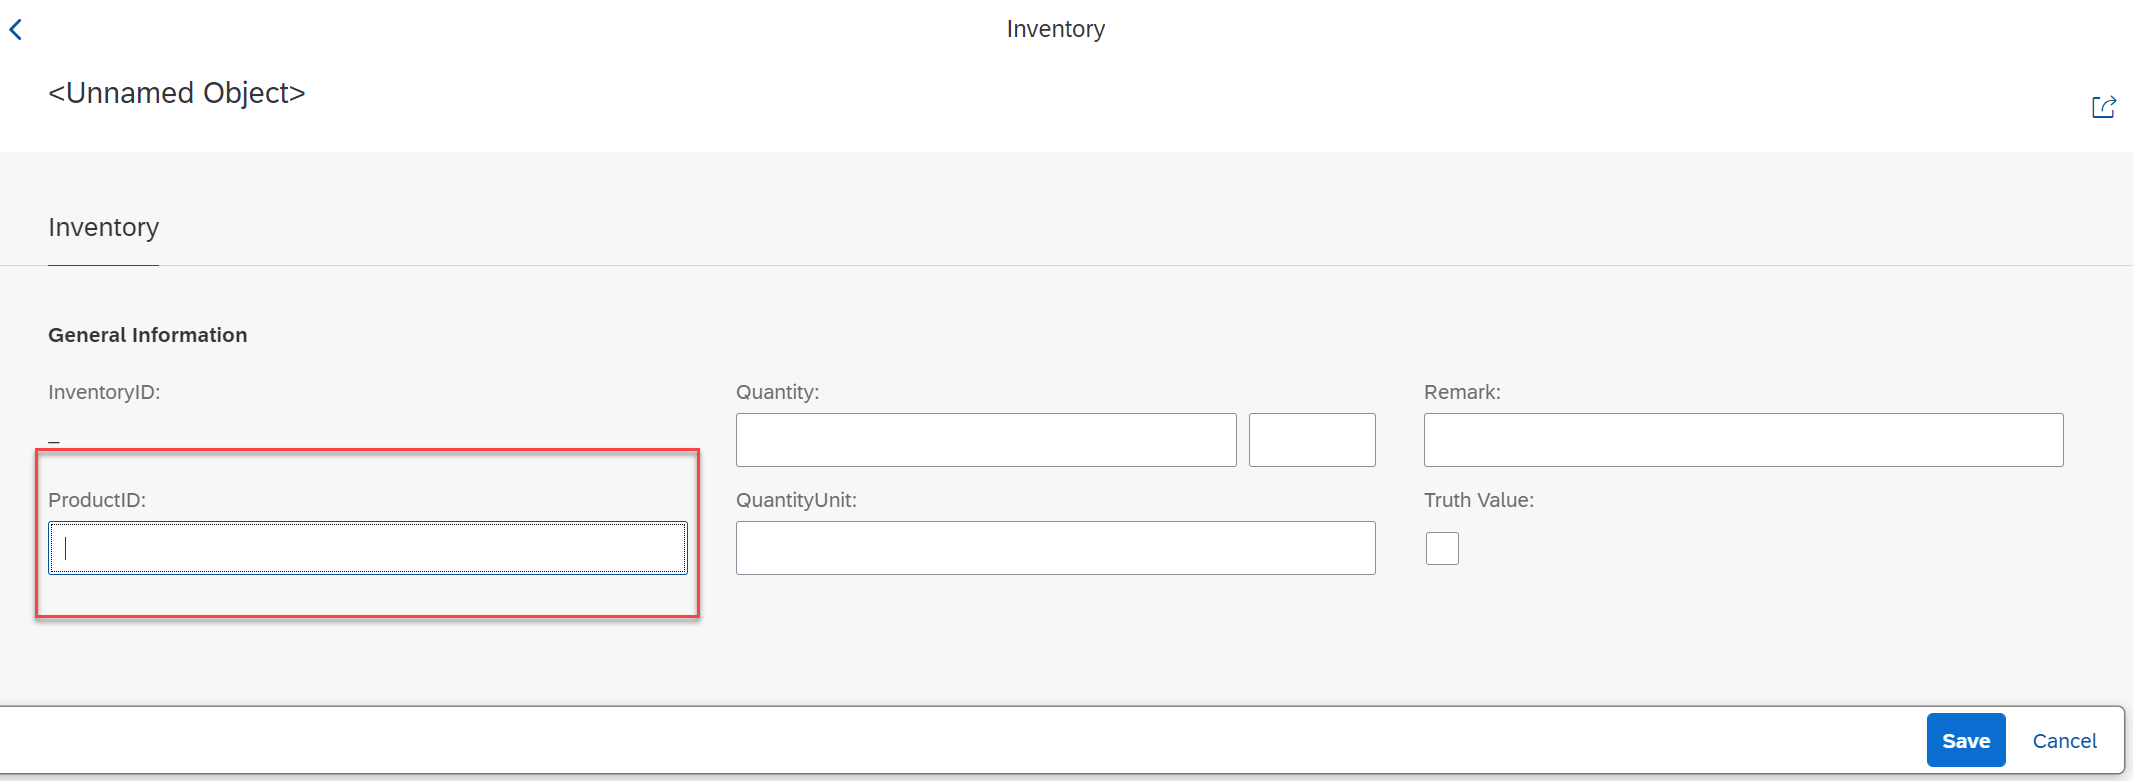 Inventory
<Unnamed Object>
Inventory
General Information
InventoryID:
–
Quantity:
Remark:
ProductID:
QuantityUnit:
Truth Value:
Save
Cancel